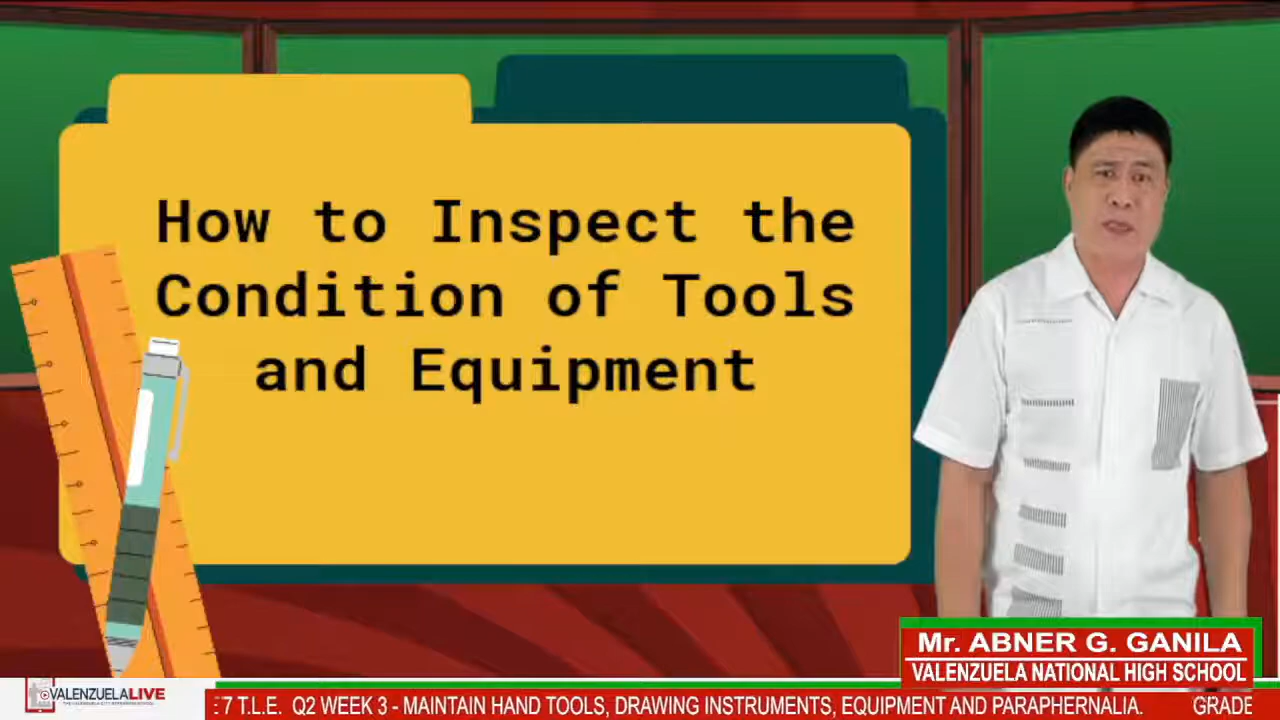 How to Inspect the
Condition of Tools
and Equipment
Mr. ABNER G. GANILA
VALENZUELA NATIONAL HIGH SCHOOL
VALENZUELALIVE
7 T.L.E. Q2 WEEK 3 - MAINTAIN HAND TOOLS, DRAWING INSTRUMENTS, EQUIPMENT AND PARAPHERNALIA. GRADE